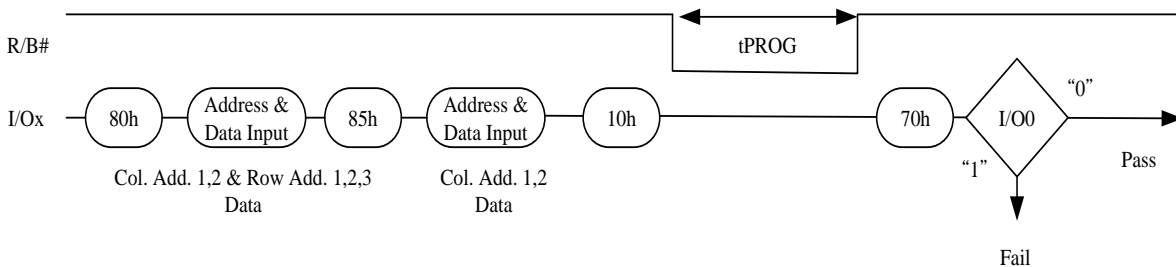 R/B#
tPROG
I/Ox
80h
Address &
Data Input
85h
Address &
Data Input
10h
70h
I/O0
“0”
“1”
Pass
Col. Add. 1,2 & Row Add. 1,2,3
Data
Col. Add. 1,2
Data
Fail